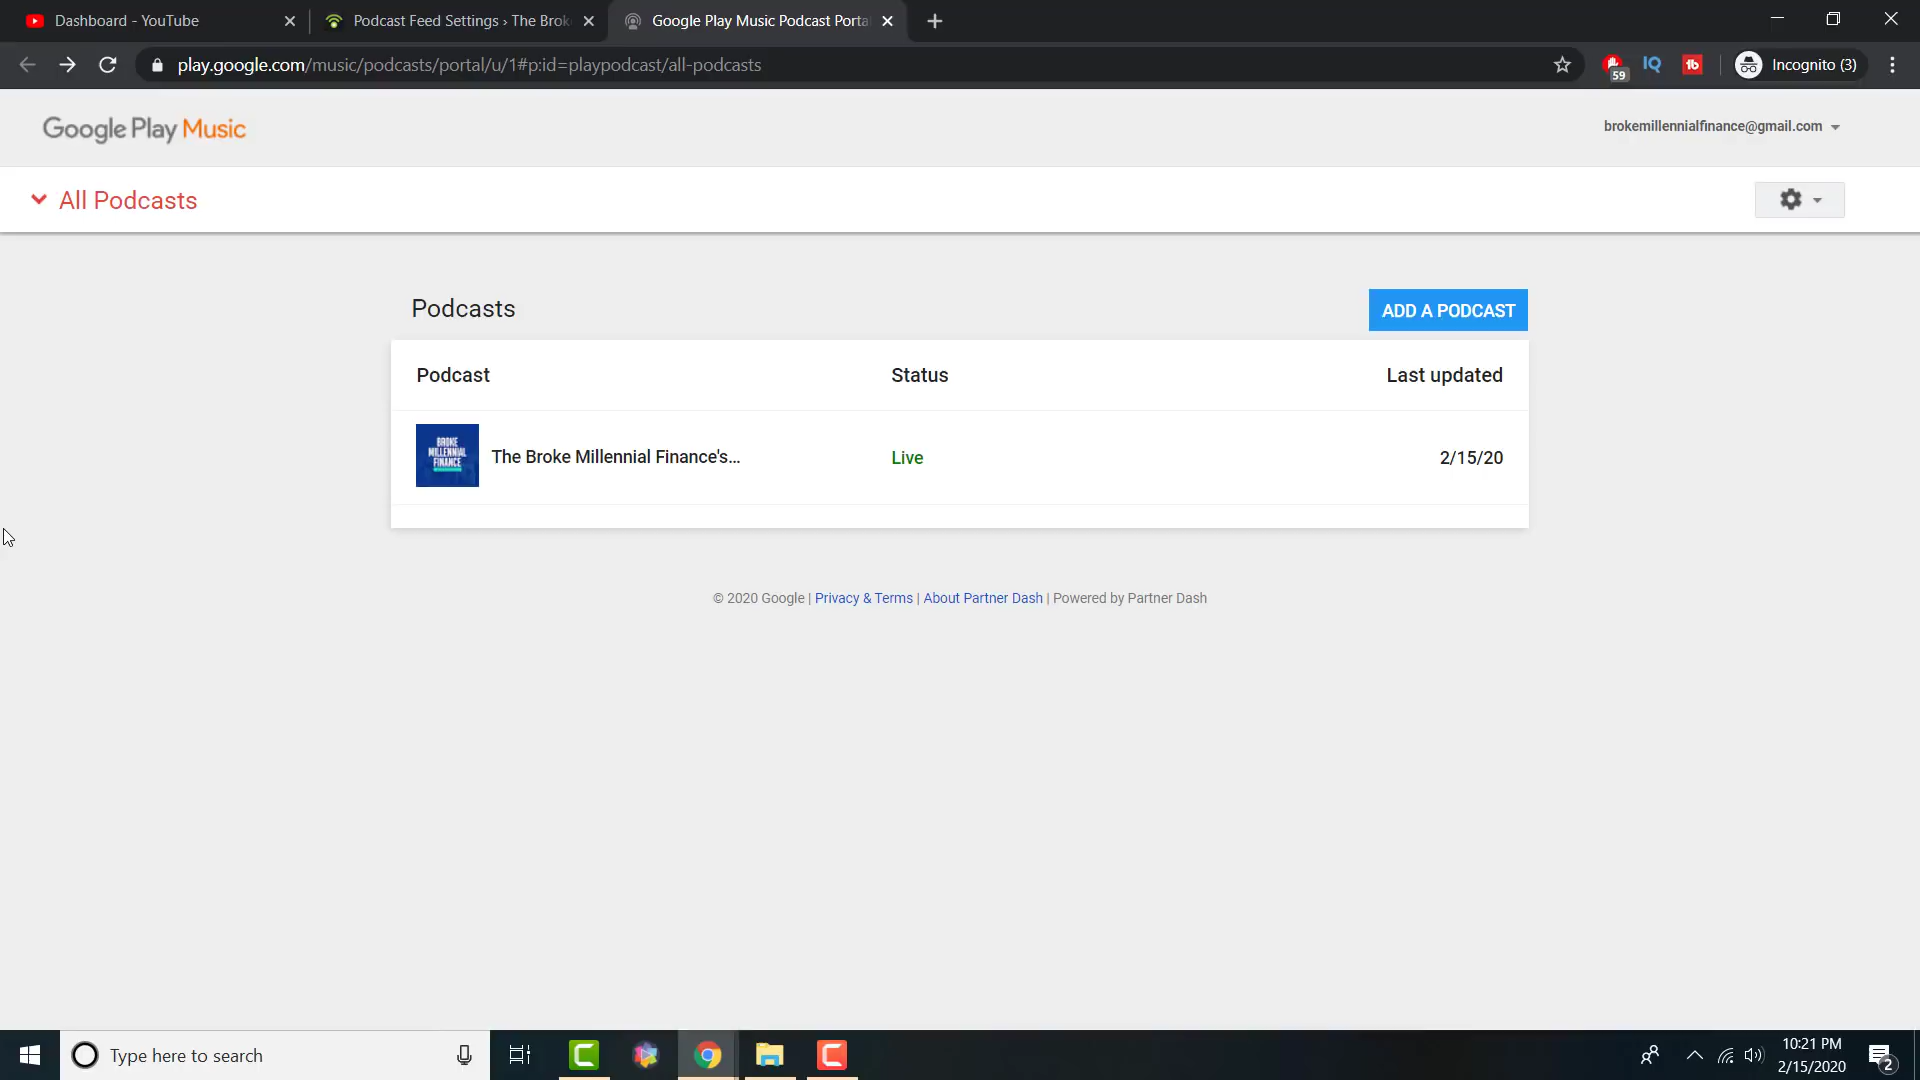 Dashboard - YouTube
Podcast Feed Settings › The Brok
Google Play Music Podcast Porta
play.google.com/music/podcasts/portal/u/1#p:id=playpodcast/all-podcasts
59
IQ
tb
Incognito (3)
Google Play Music
brokemillennialfinance@gmail.com
All Podcasts
Podcasts
ADD A PODCAST
Podcast Status Last updated
BROKE
MILLENNIAL
FINANCE
The Broke Millennial Finance's...
Live
2/15/20
© 2020 Google | Privacy & Terms | About Partner Dash | Powered by Partner Dash
Type here to search
10:21 PM
2/15/2020
2